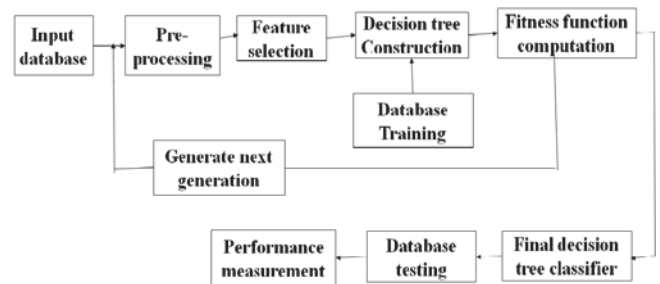 Input
database
Pre-
processing
Feature
selection
Decision tree
Construction
Fitness function
computation
Database
Training
Generate next
generation
Performance
measurement
Database
testing
Final decision
tree classifier